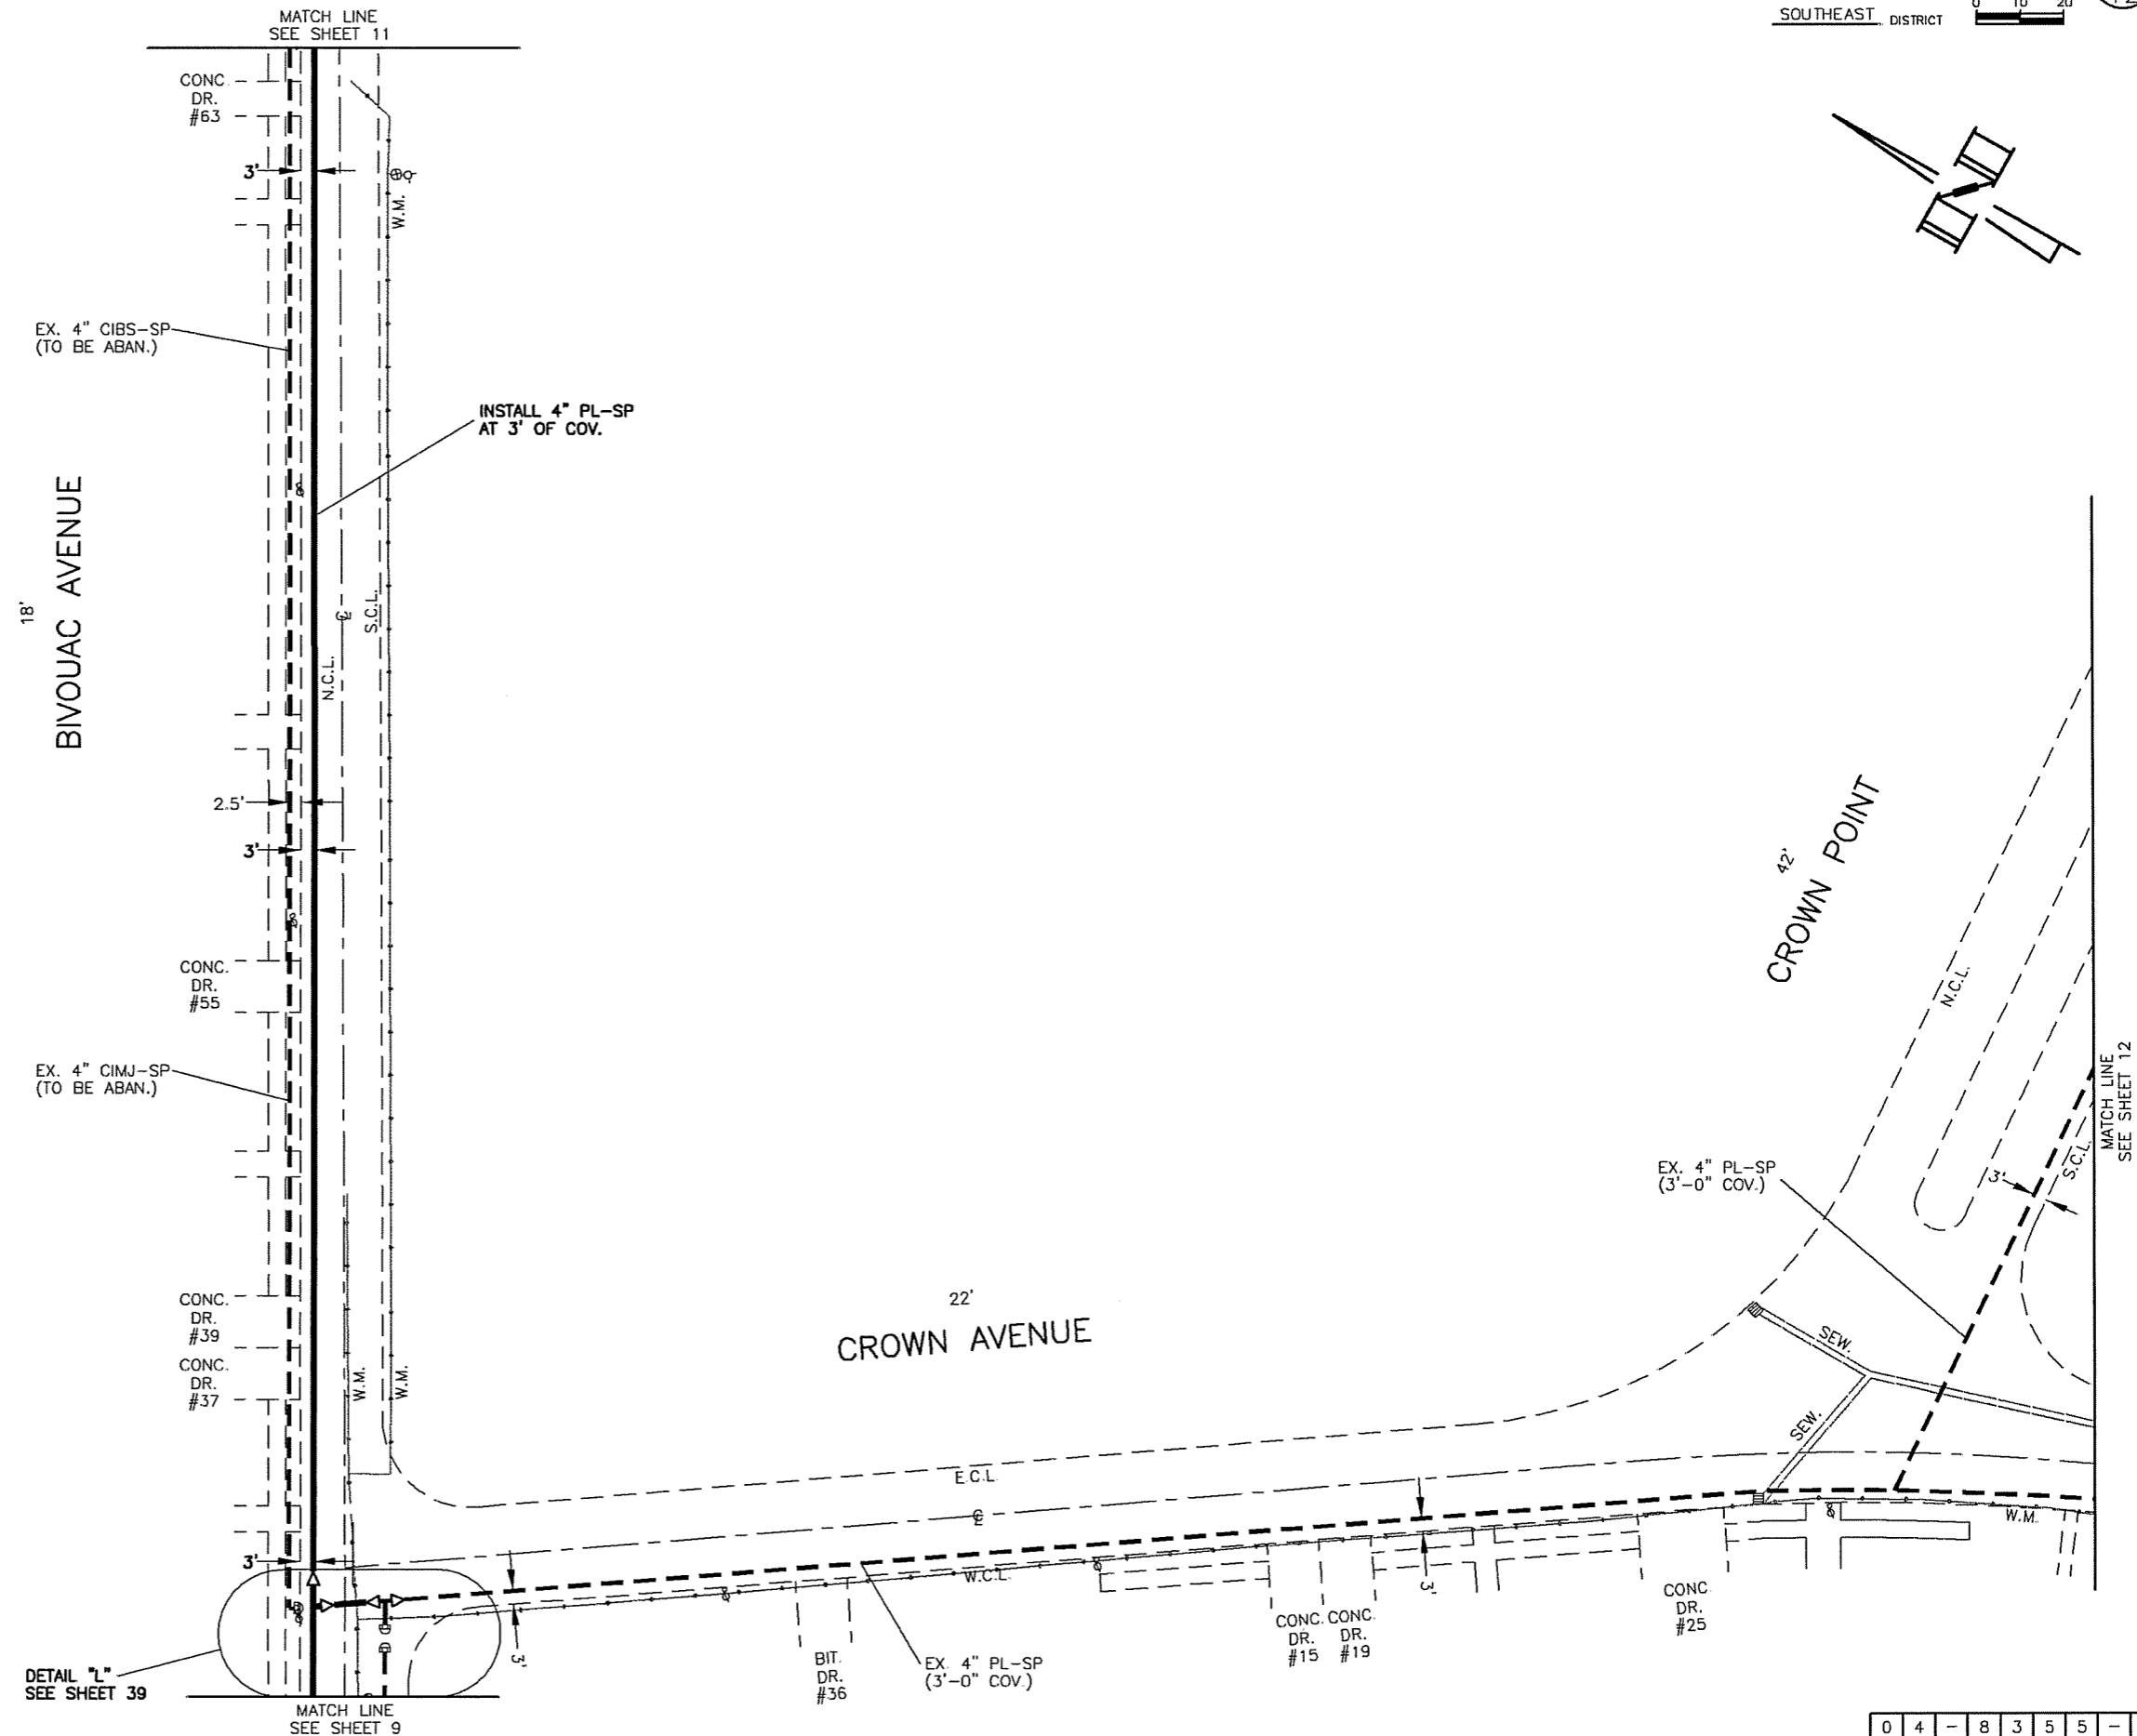 MATCH LINE
SEE SHEET 11
SOUTHEAST DISTRICT
0 10 20
CONC.
DR.
#63
3'
W.M.
EX. 4" CIBS-SP
(TO BE ABAN.)
INSTALL 4" PL-SP
AT 3' OF COV.
18'
BIVOUAC AVENUE
S.C.L.
N.C.L.
2.5'
3'
CONC.
DR.
#55
EX. 4" CIMJ-SP
(TO BE ABAN.)
CONC.
DR.
#39
CONC.
DR.
#37
W.M.
W.M.
3'
DETAIL "L"
SEE SHEET 39
MATCH LINE
SEE SHEET 9
22'
CROWN AVENUE
E.C.L.
W.C.L.
3'
3'
BIT.
DR.
#36
EX. 4" PL-SP
(3'-0" COV.)
CONC.
DR.
#15
CONC.
DR.
#19
CONC.
DR.
#25
42'
CROWN POINT
N.C.L.
S.C.L.
3'
EX. 4" PL-SP
(3'-0" COV.)
SEW.
SEW.
W.M.
MATCH LINE
SEE SHEET 12
0 4 - 8 3 5 5 -